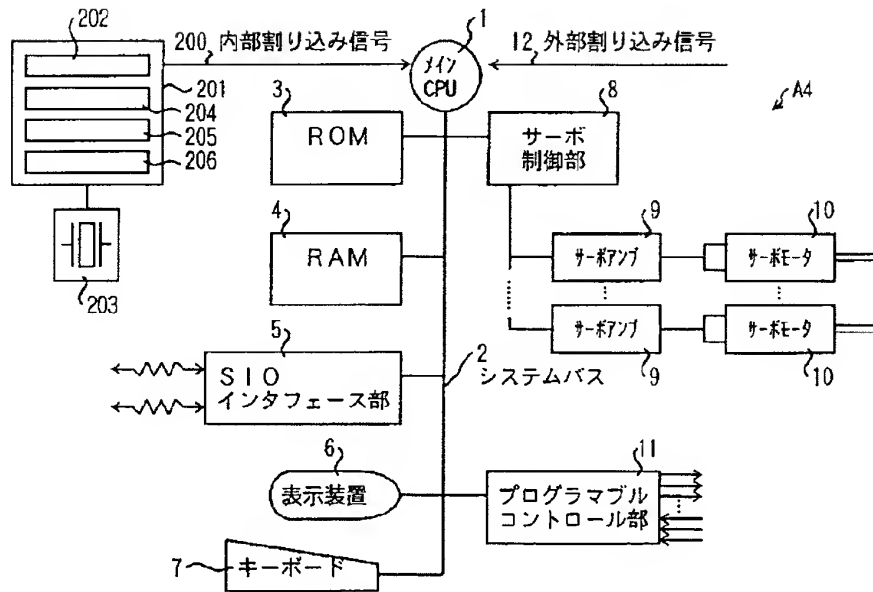 202
201
204
205
206
203
200 内部割り込み信号
1
メイン
CPU
12 外部割り込み信号
A4
3
ROM
8
サーボ
制御部
4
RAM
9
サーボアンプ
10
サーボモータ
サーボアンプ
9
サーボモータ
10
5
SIO
インタフェース部
2
システムバス
6
表示装置
11
プログラマブル
コントロール部
7
キーボード